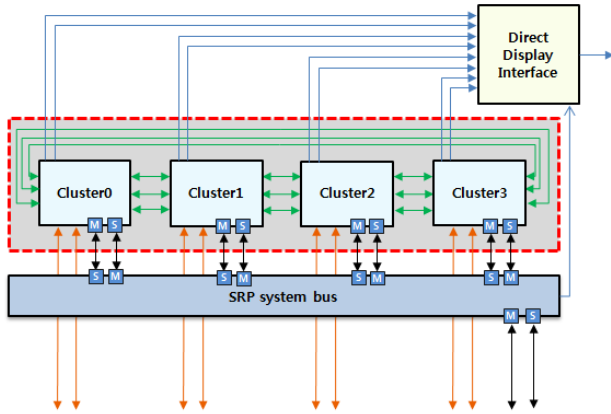 Direct
Display
Interface
Cluster0
Cluster1
Cluster2
Cluster3
M S
M S
M S
M S
S M
S M
S M
S M
SRP system bus
M S